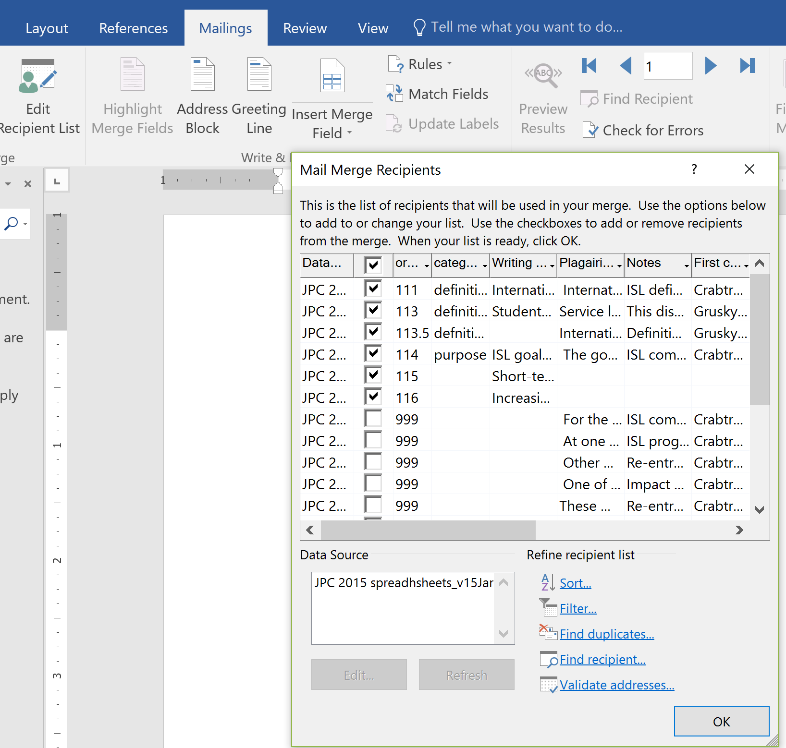 Layout References Mailings Review View Tell me what you want to do...
Edit
Recipient List
Highlight
Merge Fields
Address
Block
Greeting
Line
Insert Merge
Field
Rules
Match Fields
Update Labels
ABC
Preview
Results
1
Find Recipient
Check for Errors
Write &
1
Mail Merge Recipients ?
This is the list of recipients that will be used in your merge. Use the options below
to add to or change your list. Use the checkboxes to add or remove recipients
from the merge. When your list is ready, click OK.
Data... or... categ... Writing ... Plagairi... Notes First c...
JPC 2... 111 definiti... Internati... Internat... ISL defi... Crabtr...
JPC 2... 113 definiti... Student... Service l... This dis... Grusky...
JPC 2... 113.5 defniti... Internati... Definiti... Crabtr...
JPC 2... 114 purpose ISL goal... The go... ISL com... Crabtr...
JPC 2... 115 Short-te...
JPC 2... 116 Increasi...
JPC 2... 999 For the ... ISL com... Crabtr...
JPC 2... 999 At one ... ISL prog... Crabtr...
JPC 2... 999 Other ... Re-entr... Crabtr...
JPC 2... 999 One of ... Impact ... Crabtr...
JPC 2... 999 These ... Re-entr... Crabtr...
Data Source
JPC 2015 spreadhsheets_v15Jar
Edit... Refresh
Refine recipient list
Sort...
Filter...
Find duplicates...
Find recipient...
Validate addresses...
OK
ment.
are
ply
1
1
2
3